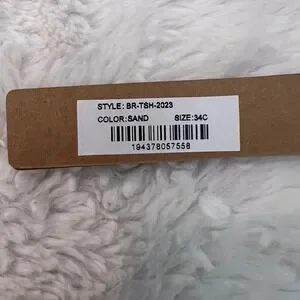 STYLE: BR-TSH-2023
COLOR:SAND SIZE:34C
194378057558